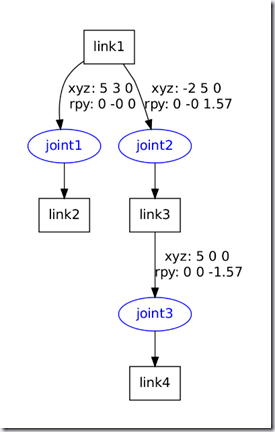 link1
xyz: 5 3 0
rpy: 0 -0 0
xyz: -2 5 0
rpy: 0 -0 1.57
joint1
joint2
link2
link3
xyz: 5 0 0
rpy: 0 0 -1.57
joint3
link4